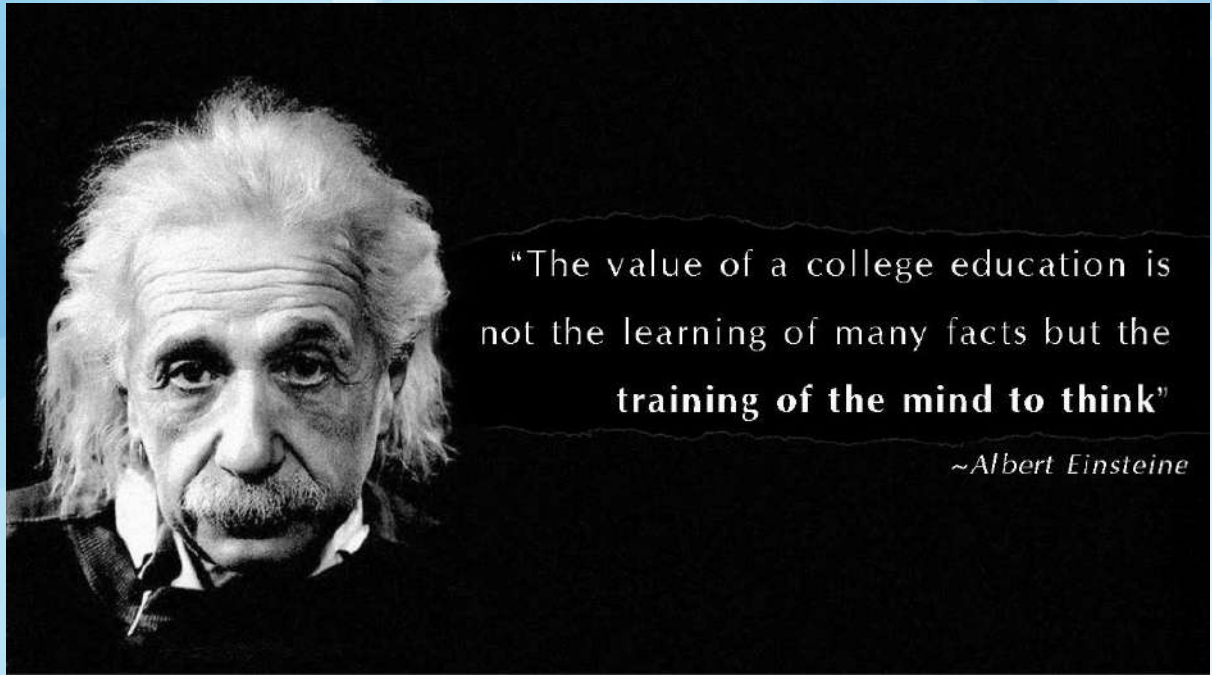 “The value of a college education is
not the learning of many facts but the
training of the mind to think”
~Albert Einsteine